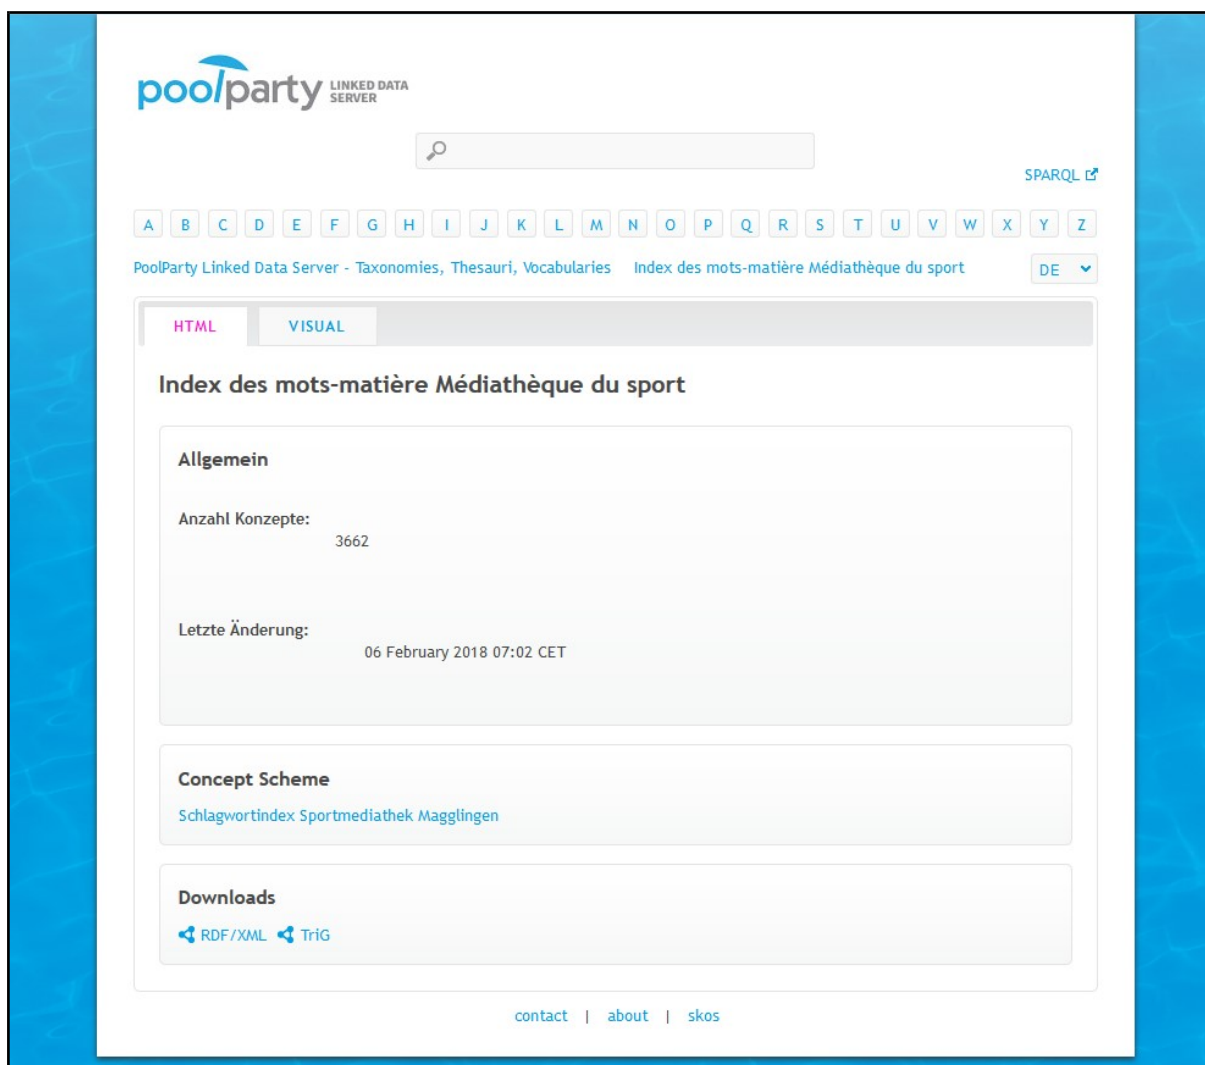 poolparty LINKED DATA
SERVER
SPARQL
A B C D E F G H I J K L M N O P Q R S T U V W X Y Z
PoolParty Linked Data Server - Taxonomies, Thesauri, Vocabularies Index des mots-matière Médiathèque du sport DE
HTML VISUAL
Index des mots-matière Médiathèque du sport
Allgemein
Anzahl Konzepte:
3662
Letzte Änderung:
06 February 2018 07:02 CET
Concept Scheme
Schlagwortindex Sportmediathek Magglingen
Downloads
RDF/XML TriG
contact | about | skos